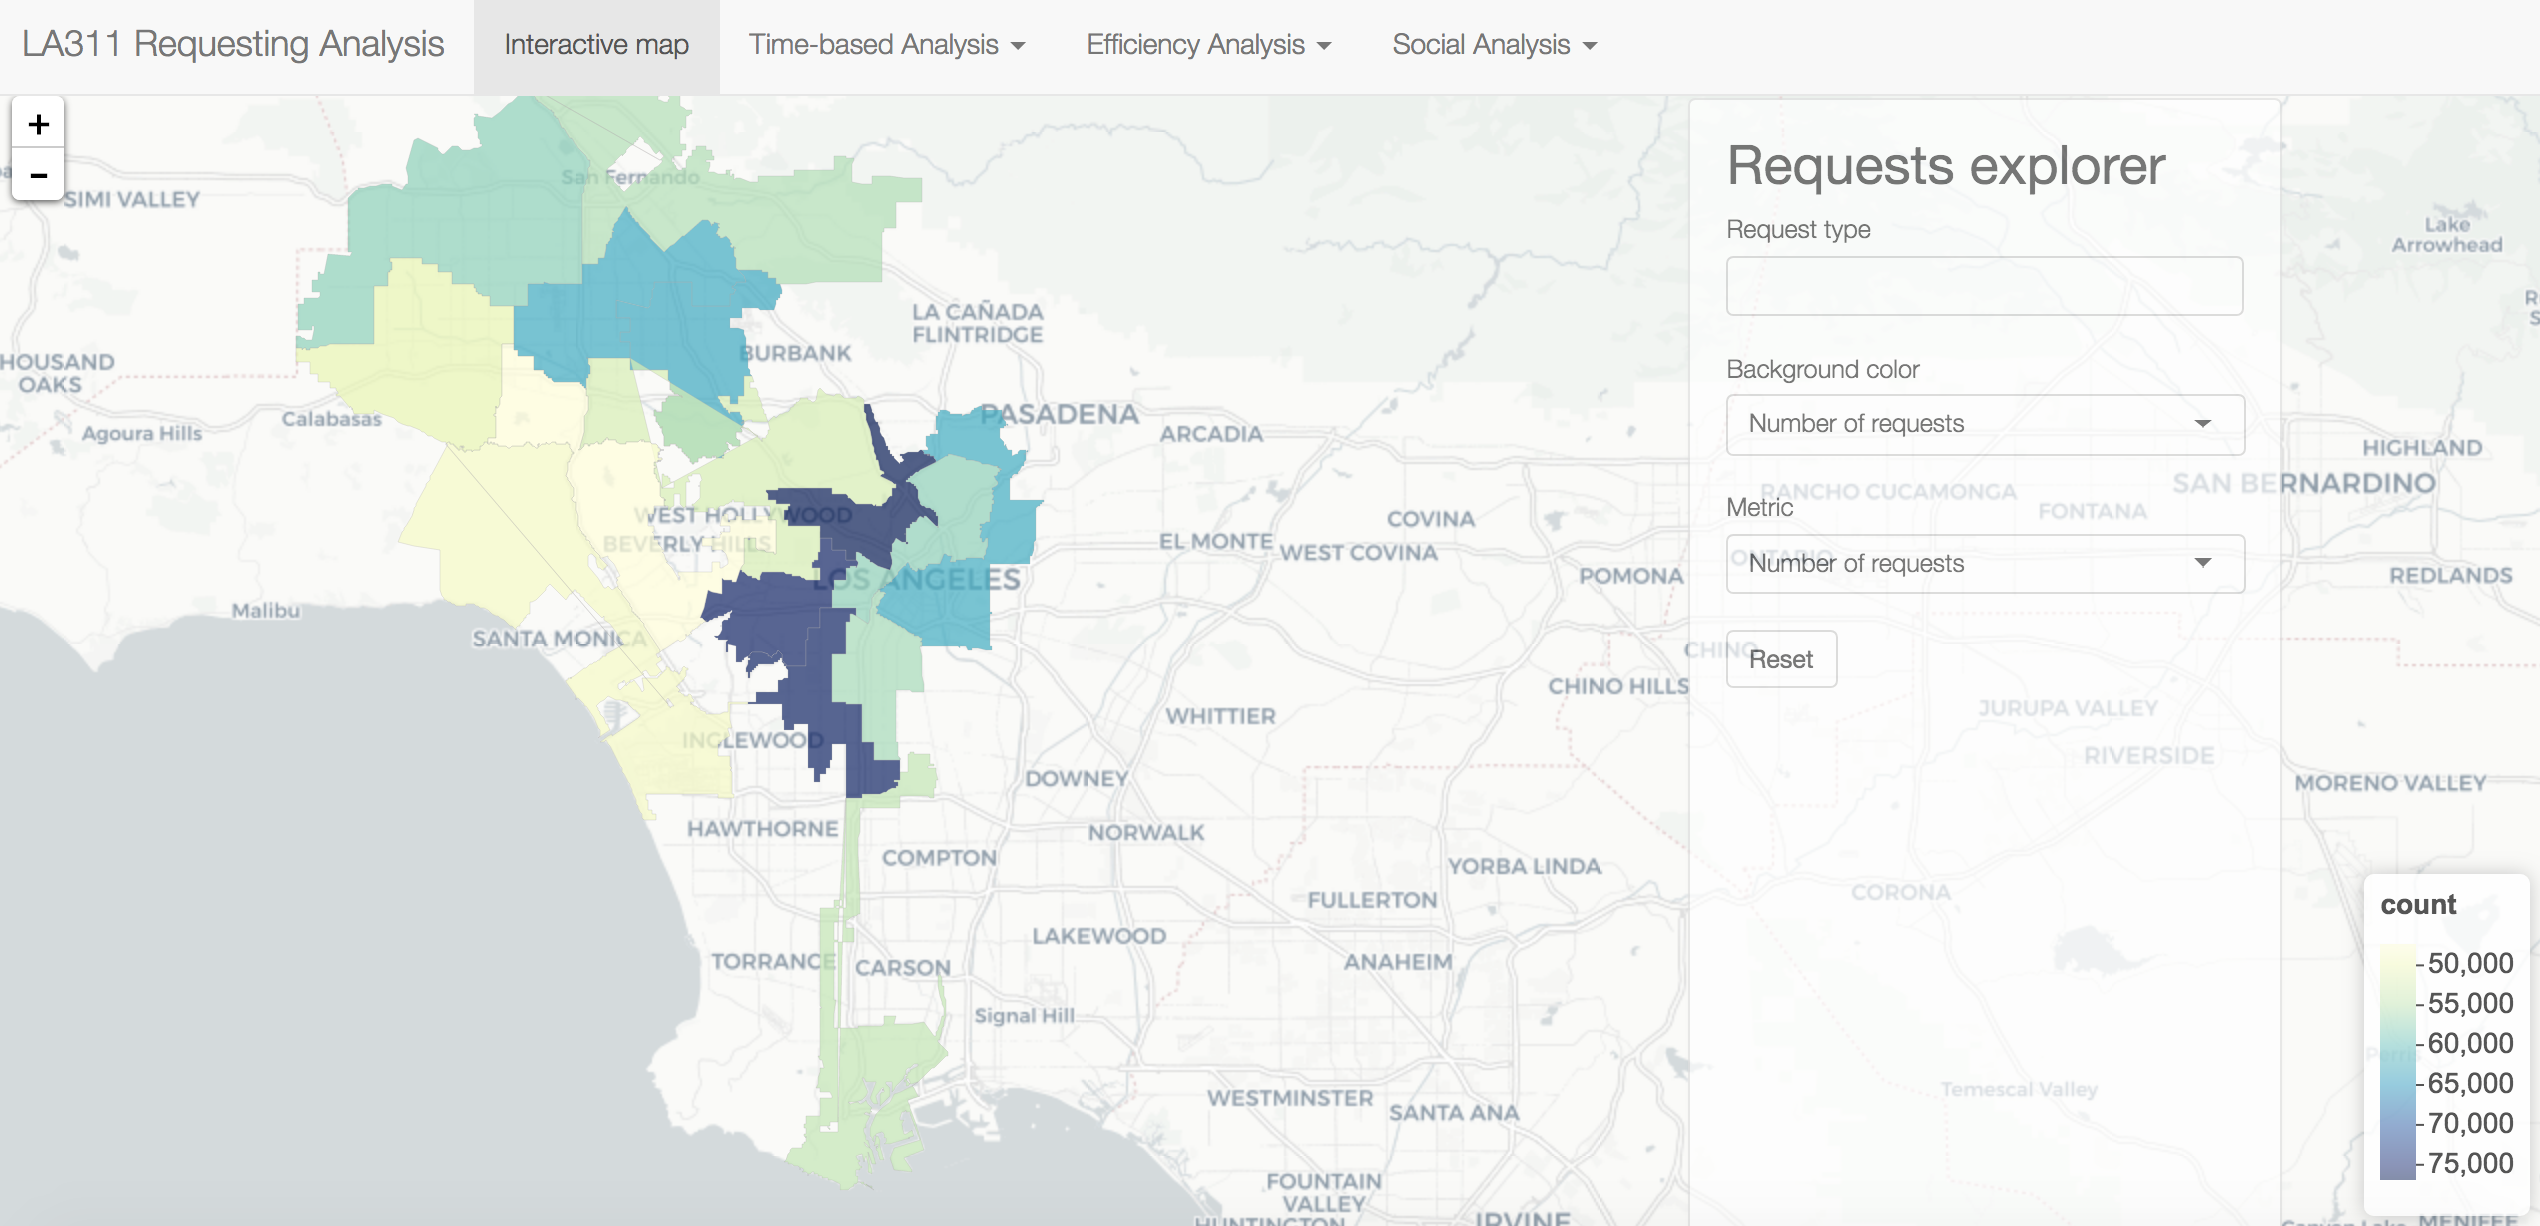 LA311 Requesting Analysis
Interactive map
Time-based Analysis
Efficiency Analysis
Social Analysis
+
-
Requests explorer
Request type
Background color
Number of requests
Metric
Number of requests
Reset
San Fernando
SIMI VALLEY
Lake
Arrowhead
LA CAÑADA
FLINTRIDGE
BURBANK
HOUSAND
OAKS
Calabasas
Agoura Hills
PASADENA
ARCADIA
HIGHLAND
SAN BERNARDINO
RANCHO CUCAMONGA
FONTANA
WEST HOLLYWOOD
BEVERLY HILLS
COVINA
EL MONTE
WEST COVINA
ONTARIO
LOS ANGELES
POMONA
REDLANDS
Malibu
SANTA MONICA
CHINO
CHINO HILLS
WHITTIER
JURUPA VALLEY
INGLEWOOD
RIVERSIDE
DOWNEY
MORENO VALLEY
HAWTHORNE
NORWALK
COMPTON
YORBA LINDA
FULLERTON
CORONA
LAKEWOOD
TORRANCE
CARSON
ANAHEIM
Signal Hill
Perris
Temescal Valley
WESTMINSTER
SANTA ANA
FOUNTAIN
VALLEY
HUNTINGTON
IRVINE
Canyon Lake
MENIFEE
count
50,000
55,000
60,000
65,000
70,000
75,000